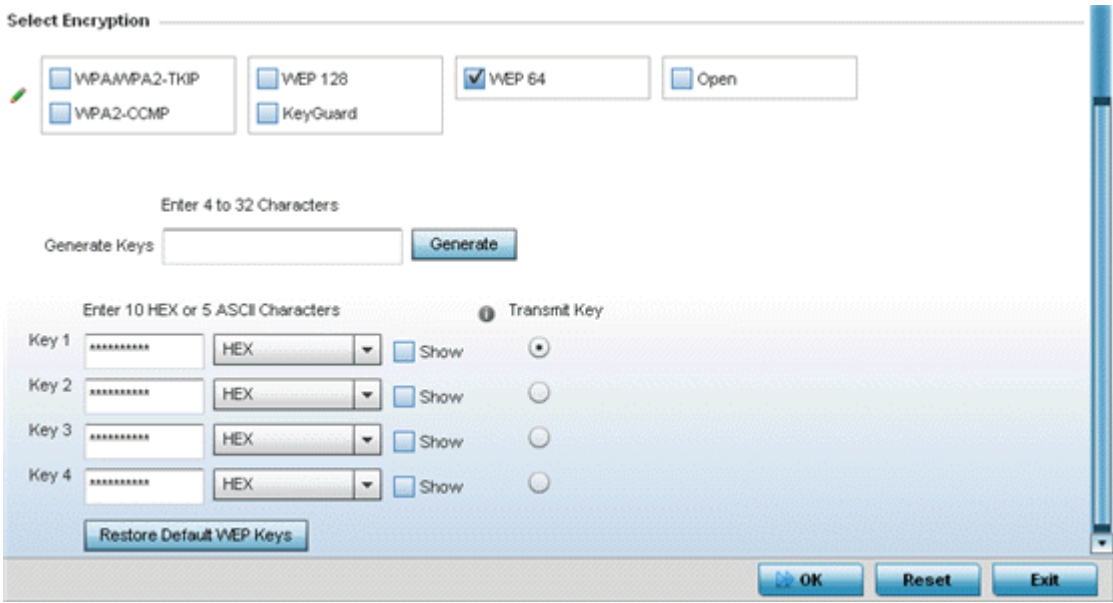 Select Encryption
WPA/WPA2-TKIP WEP 128 WEP 64 Open
WPA2-CCMP KeyGuard
Enter 4 to 32 Characters
Generate Keys Generate
Enter 10 HEX or 5 ASCII Characters Transmit Key
Key 1 ********** HEX Show
Key 2 ********** HEX Show
Key 3 ********** HEX Show
Key 4 ********** HEX Show
Restore Default WEP Keys
OK Reset Exit